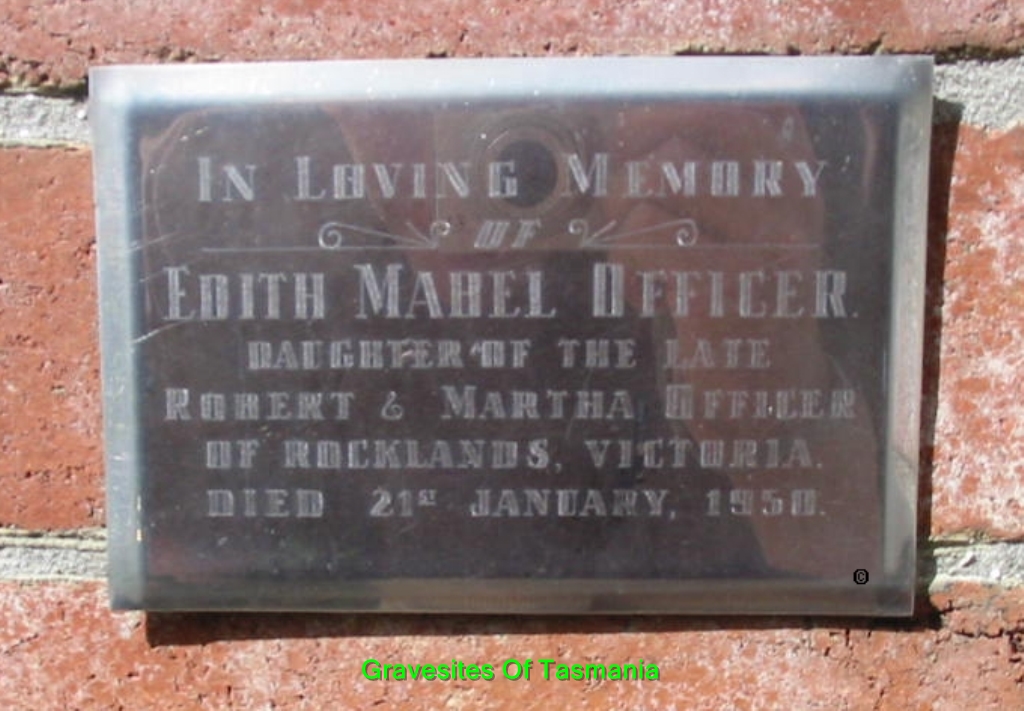 IN LOVING MEMORY
OF
EDITH MABEL OFFICER.
DAUGHTER OF THE LATE
ROBERT & MARTHA OFFICER
OF ROCKLANDS, VICTORIA.
DIED 21st JANUARY, 1950.
©
Gravesites Of Tasmania